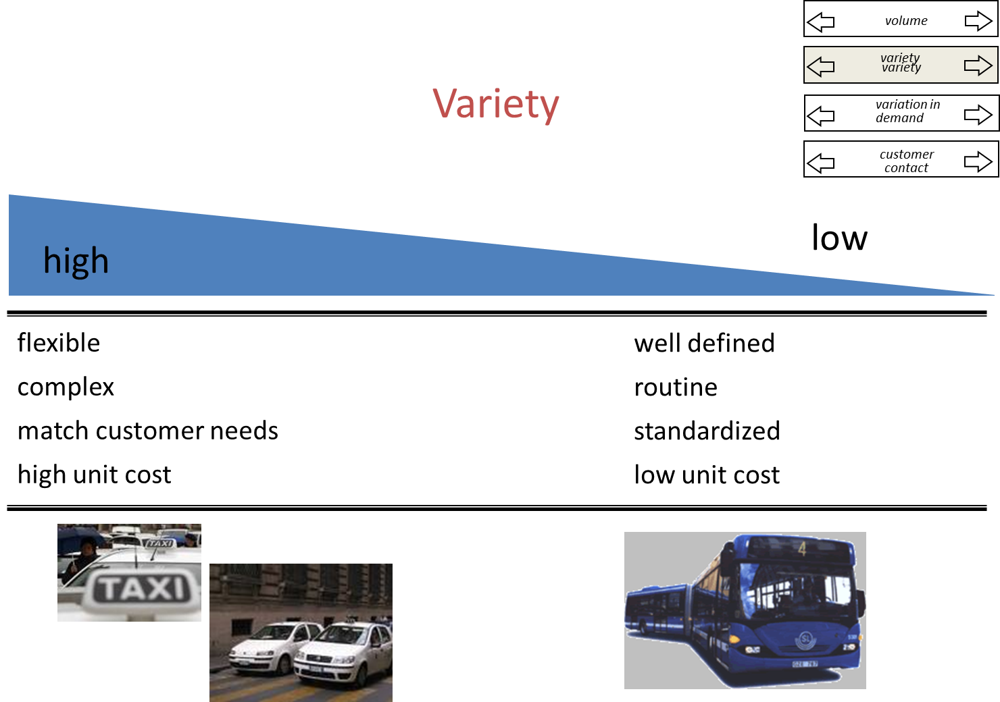 volume
variety
variety
variation in
demand
customer
contact
Variety
high
low
flexible
complex
match customer needs
high unit cost
well defined
routine
standardized
low unit cost
TAXI
TAXI
4
SL